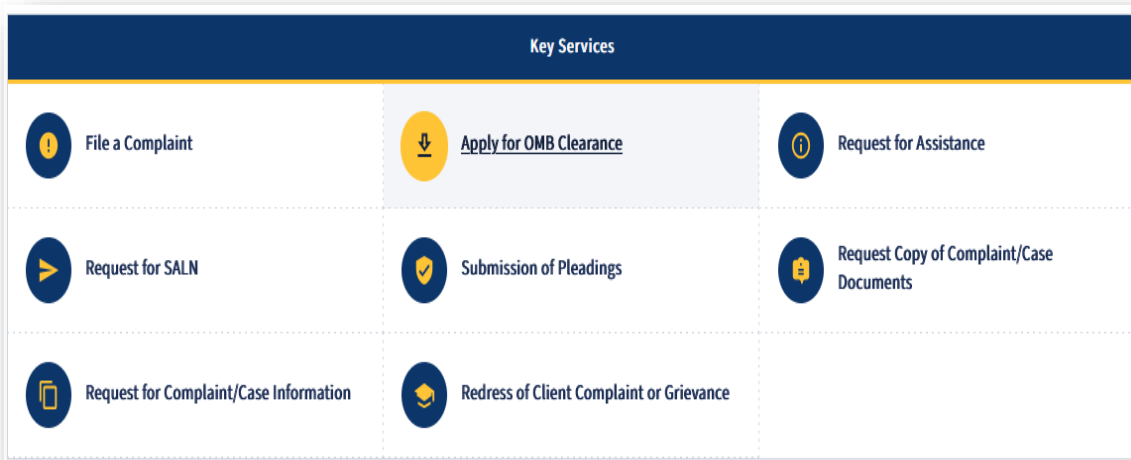 Key Services
File a Complaint
Apply for OMB Clearance
Request for Assistance
Request for SALN
Submission of Pleadings
Request Copy of Complaint/Case
Documents
Request for Complaint/Case Information
Redress of Client Complaint or Grievance